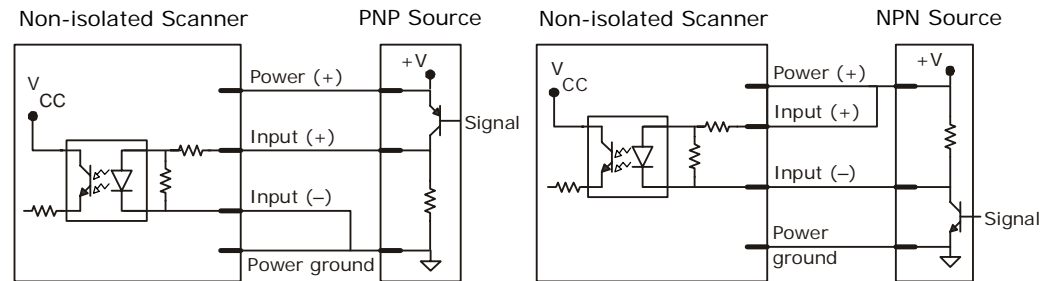 Non-isolated Scanner
PNP Source
V
CC
Power (+)
Input (+)
Input (–)
Power ground
+V
Signal
Non-isolated Scanner
NPN Source
V
CC
Power (+)
Input (+)
Input (–)
Power
ground
+V
Signal